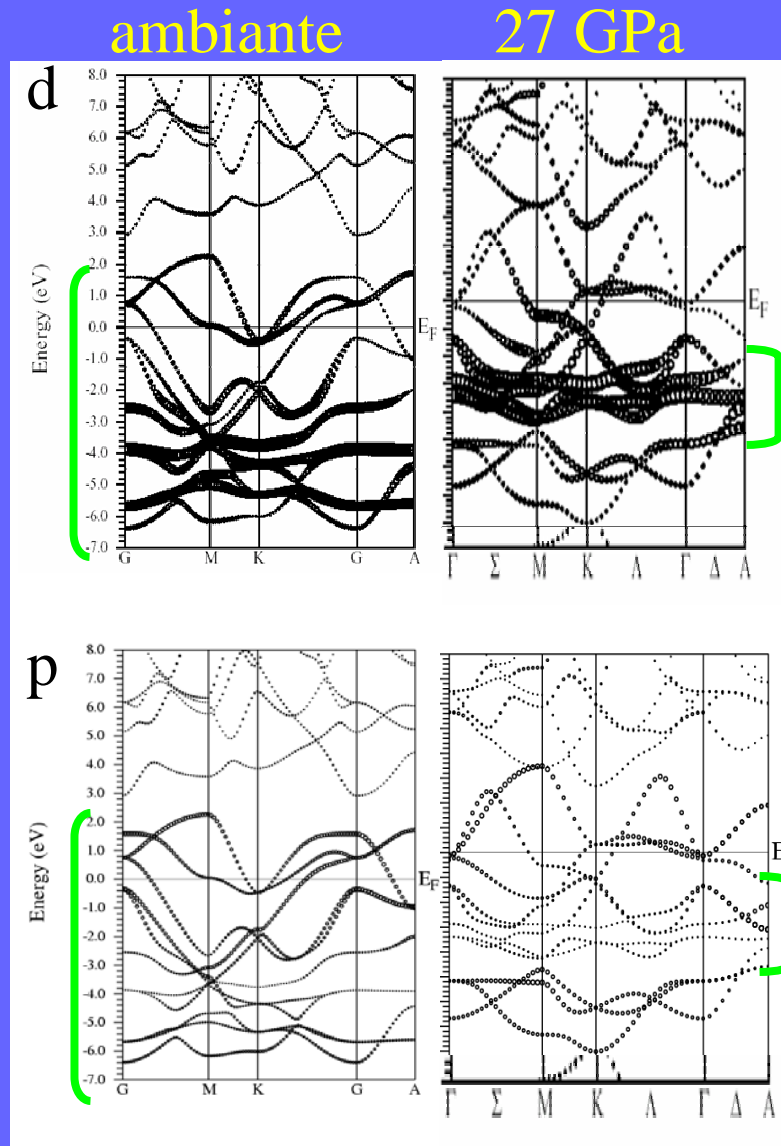 ambiante 27 GPa
d
8.0
7.0
6.0
5.0
4.0
3.0
2.0
1.0
0.0
-1.0
-2.0
-3.0
-4.0
-5.0
-6.0
-7.0
Energy (eV)
E_F
E_F
G M K G A
Γ Σ M K Λ Γ Δ A
p
8.0
7.0
6.0
5.0
4.0
3.0
2.0
1.0
0.0
-1.0
-2.0
-3.0
-4.0
-5.0
-6.0
-7.0
Energy (eV)
E_F
E
G M K G A
Γ Σ M K Λ Γ Δ A